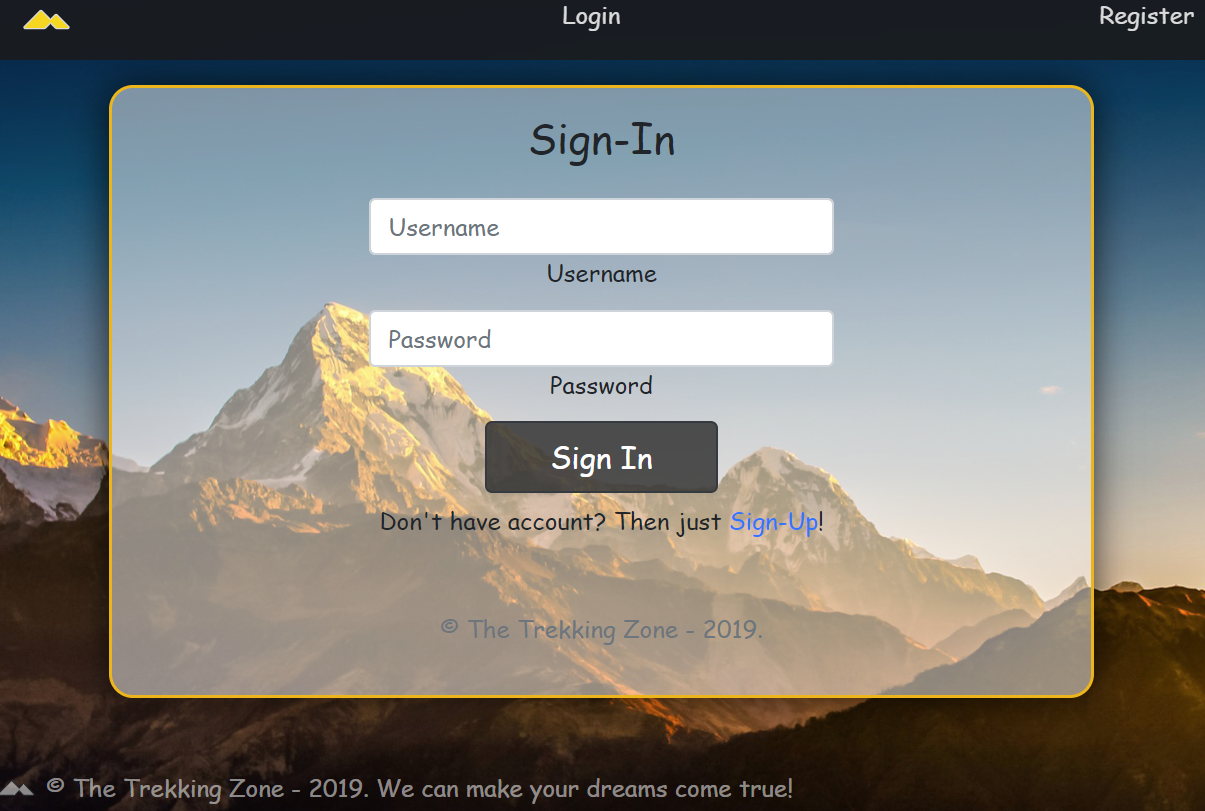 Login Register
Sign-In
Username
Username
Password
Password
Sign In
Don't have account? Then just Sign-Up!
© The Trekking Zone - 2019.
© The Trekking Zone - 2019. We can make your dreams come true!